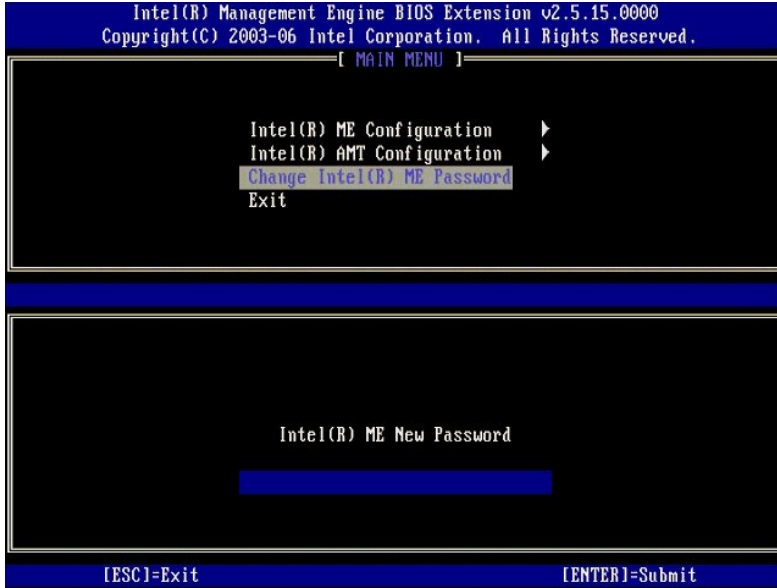 Intel(R) Management Engine BIOS Extension v2.5.15.0000
Copyright(C) 2003-06 Intel Corporation. All Rights Reserved.
[ MAIN MENU ]
Intel(R) ME Configuration
Intel(R) AMT Configuration
Change Intel(R) ME Password
Exit
Intel(R) ME New Password
[ESC]=Exit [ENTER]=Submit